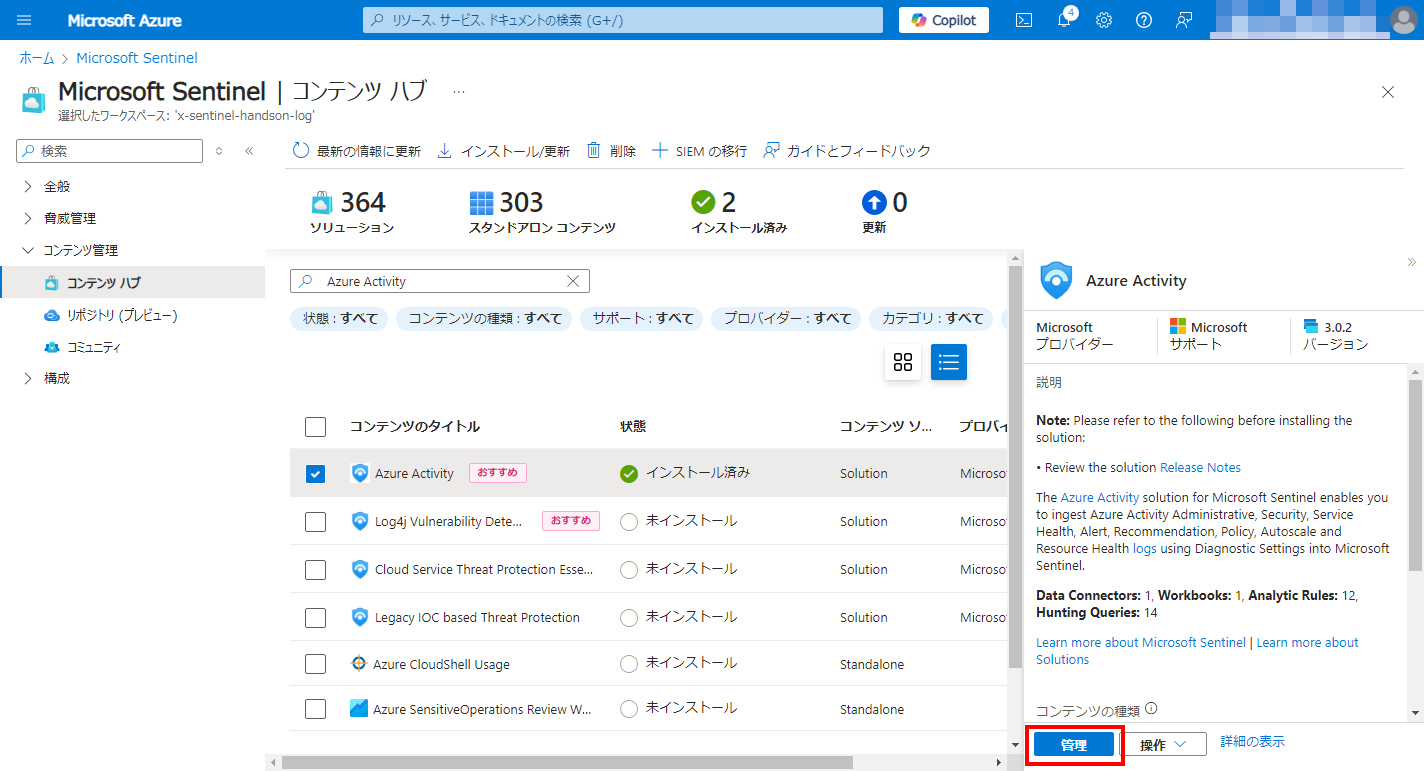 Microsoft Azure
リソース、サービス、ドキュメントの検索 (G+/)
Copilot
4
ホーム > Microsoft Sentinel
Microsoft Sentinel | コンテンツ ハブ ...
選択したワークスペース: 'x-sentinel-handson-log'
検索
全般
脅威管理
コンテンツ管理
コンテンツ ハブ
リポジトリ (プレビュー)
コミュニティ
構成
最新の情報に更新 インストール/更新 削除 SIEM の移行 ガイドとフィードバック
364 303 2 0
ソリューション スタンドアロン コンテンツ インストール済み 更新
Azure Activity
状態 : すべて コンテンツの種類 : すべて サポート : すべて プロバイダー : すべて カテゴリ : すべて
コンテンツのタイトル 状態 コンテンツ ソ... プロバイ
Azure Activity おすすめ インストール済み Solution Microso
Log4j Vulnerability Dete... おすすめ 未インストール Solution Microso
Cloud Service Threat Protection Esse... 未インストール Solution Microso
Legacy IOC based Threat Protection 未インストール Solution Microso
Azure CloudShell Usage 未インストール Standalone
Azure SensitiveOperations Review W... 未インストール Standalone
Azure Activity
Microsoft Microsoft 3.0.2
プロバイダー サポート バージョン
説明
Note: Please refer to the following before installing the
solution:
• Review the solution Release Notes
The Azure Activity solution for Microsoft Sentinel enables you
to ingest Azure Activity Administrative, Security, Service
Health, Alert, Recommendation, Policy, Autoscale and
Resource Health logs using Diagnostic Settings into Microsoft
Sentinel.
Data Connectors: 1, Workbooks: 1, Analytic Rules: 12,
Hunting Queries: 14
Learn more about Microsoft Sentinel | Learn more about
Solutions
コンテンツの種類
管理 操作 詳細の表示